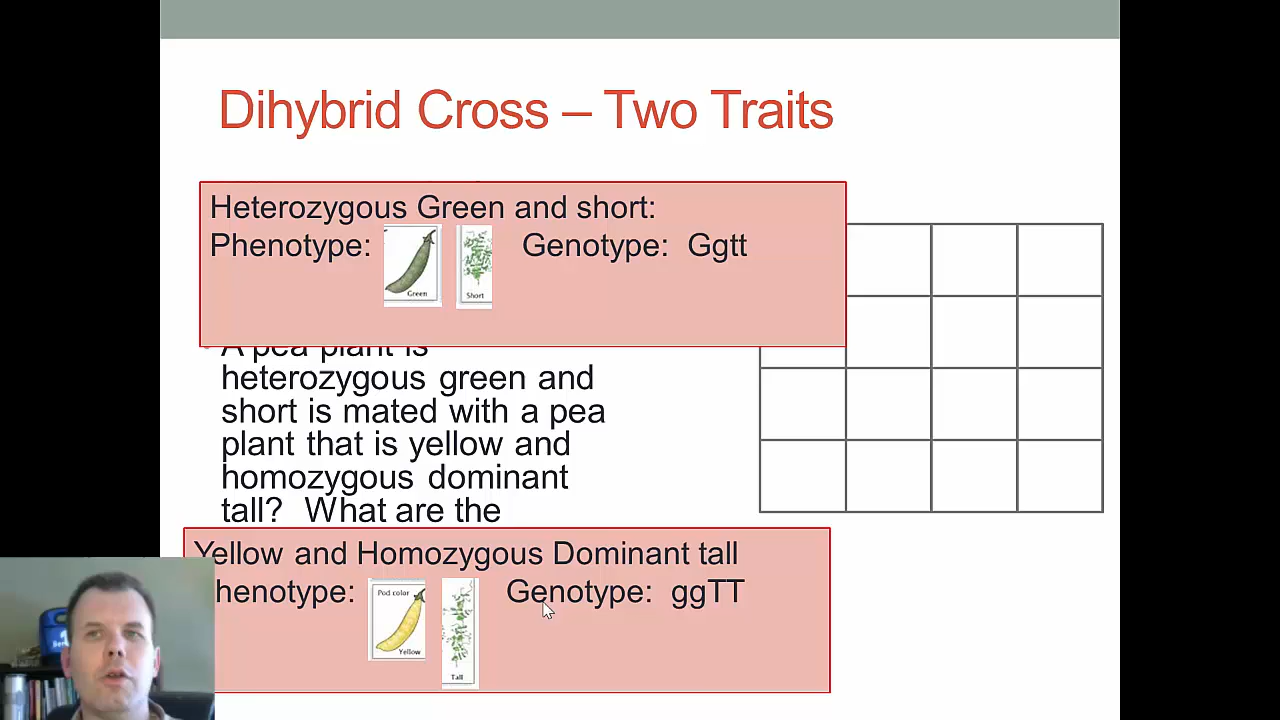 Dihybrid Cross – Two Traits
Heterozygous Green and short:
Phenotype: Genotype: Ggtt
Green
Short
A pea plant is
heterozygous green and
short is mated with a pea
plant that is yellow and
homozygous dominant
tall? What are the
Yellow and Homozygous Dominant tall
henotype: Genotype: ggTT
Pod color
Yellow
Tall